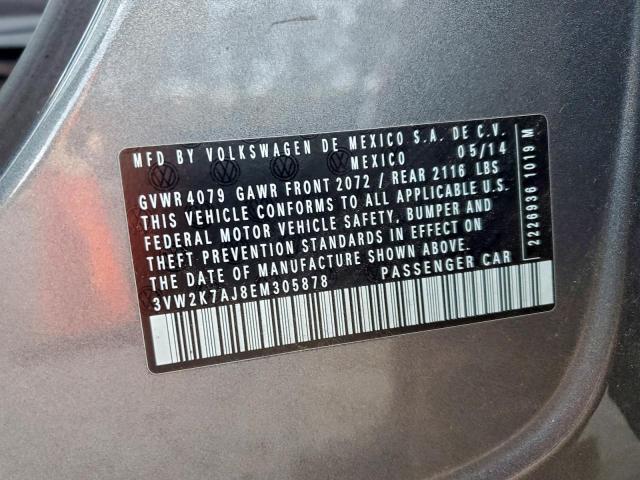 MFD BY VOLKSWAGEN DE MEXICO S.A. DE C.V.
MEXICO 05/14
GVWR 4079 GAWR FRONT 2072 / REAR 2116 LBS
THIS VEHICLE CONFORMS TO ALL APPLICABLE U.S.
FEDERAL MOTOR VEHICLE SAFETY, BUMPER AND
THEFT PREVENTION STANDARDS IN EFFECT ON
THE DATE OF MANUFACTURE SHOWN ABOVE.
3VW2K7AJ8EM305878 PASSENGER CAR
2226936 1019 M